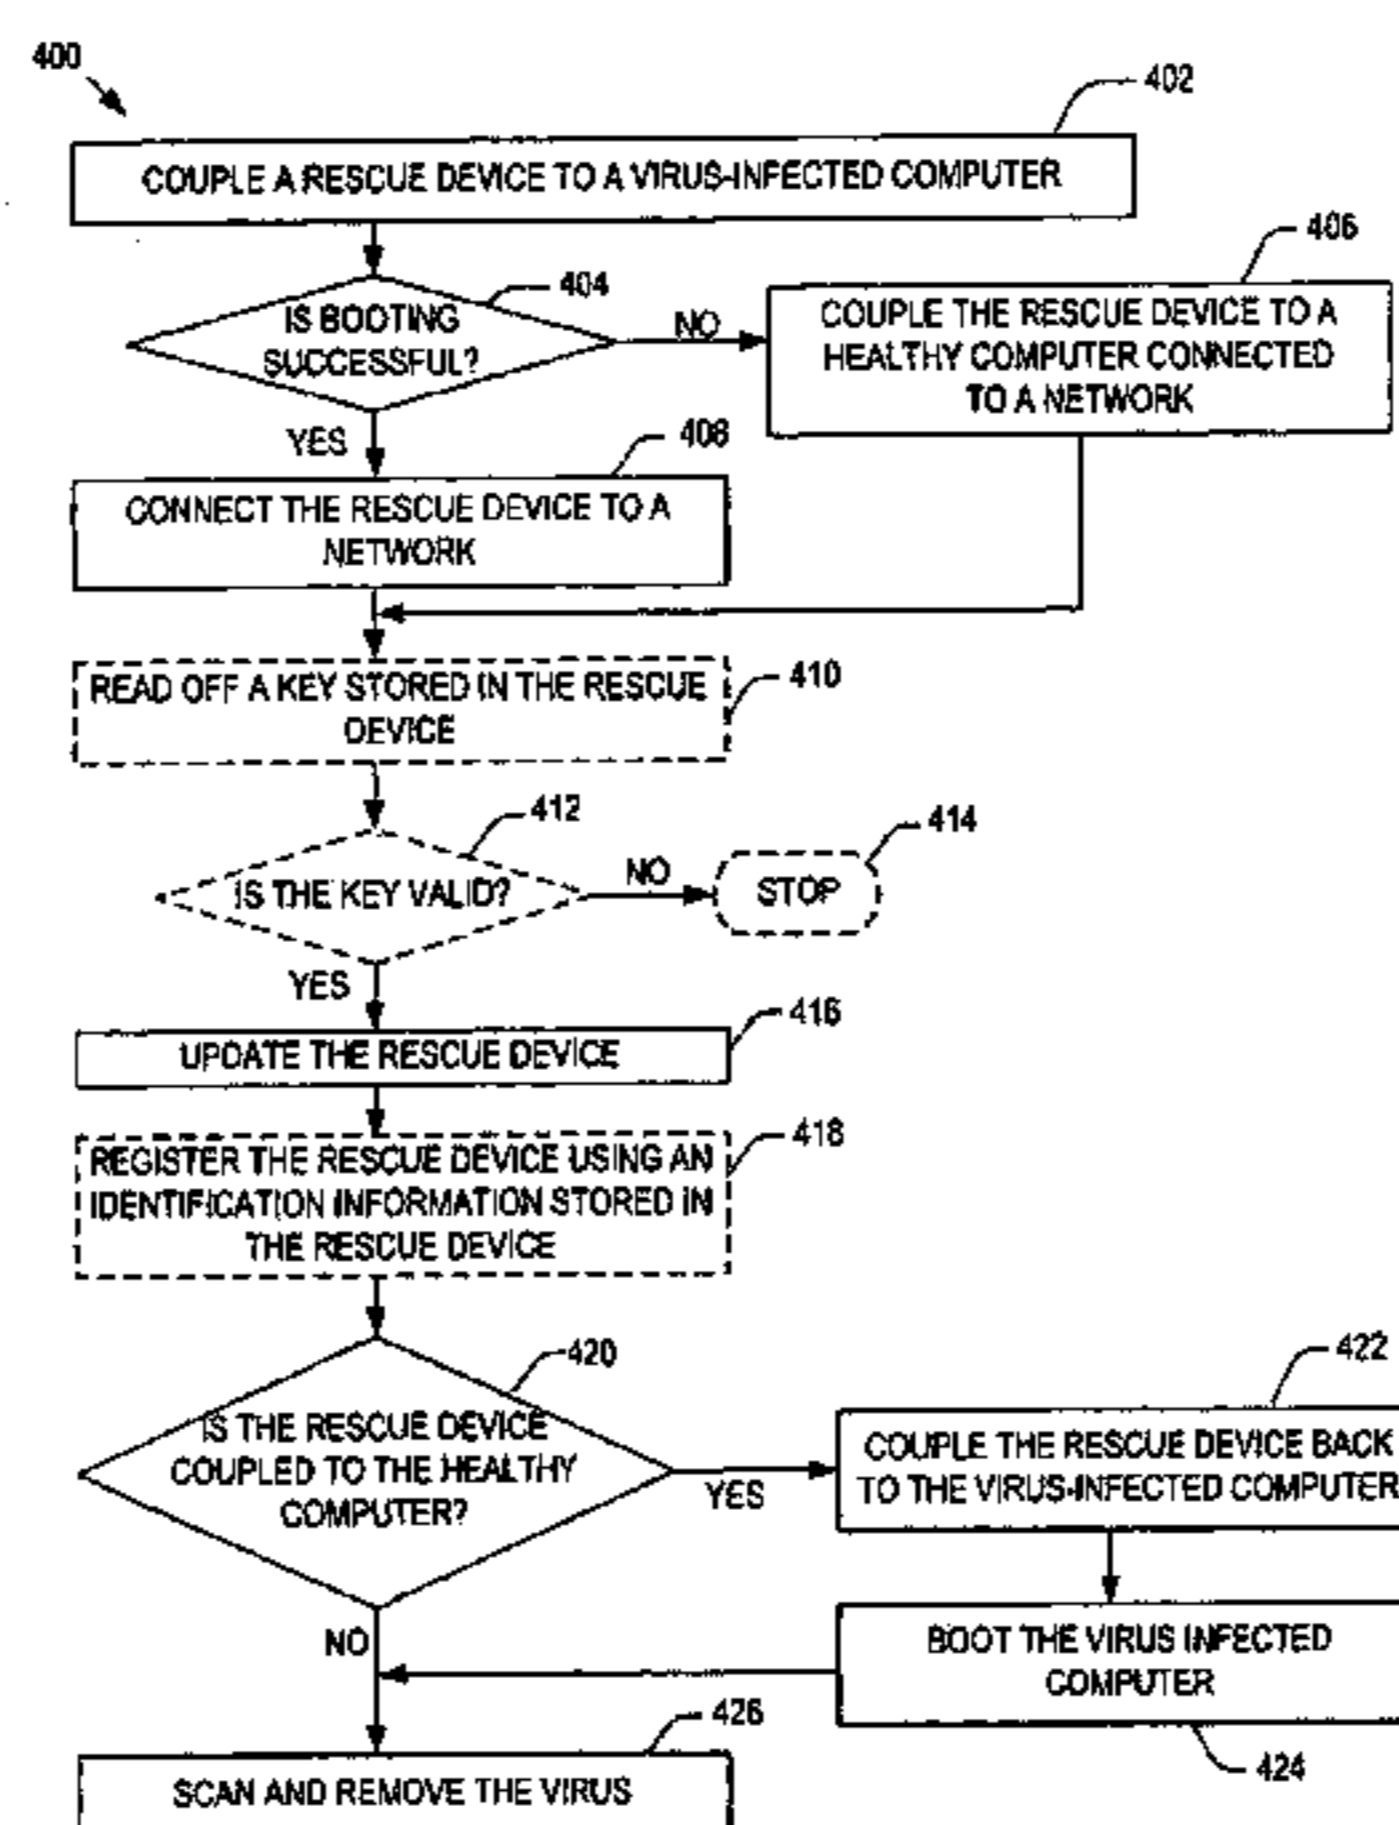 400
402
COUPLE A RESCUE DEVICE TO A VIRUS-INFECTED COMPUTER
404
IS BOOTING
SUCCESSFUL?
NO
406
COUPLE THE RESCUE DEVICE TO A
HEALTHY COMPUTER CONNECTED
TO A NETWORK
YES
408
CONNECT THE RESCUE DEVICE TO A
NETWORK
READ OFF A KEY STORED IN THE RESCUE
DEVICE
410
412
IS THE KEY VALID?
NO
414
STOP
YES
416
UPDATE THE RESCUE DEVICE
418
REGISTER THE RESCUE DEVICE USING AN
IDENTIFICATION INFORMATION STORED IN
THE RESCUE DEVICE
420
IS THE RESCUE DEVICE
COUPLED TO THE HEALTHY
COMPUTER?
YES
422
COUPLE THE RESCUE DEVICE BACK
TO THE VIRUS-INFECTED COMPUTER
NO
BOOT THE VIRUS INFECTED
COMPUTER
424
426
SCAN AND REMOVE THE VIRUS